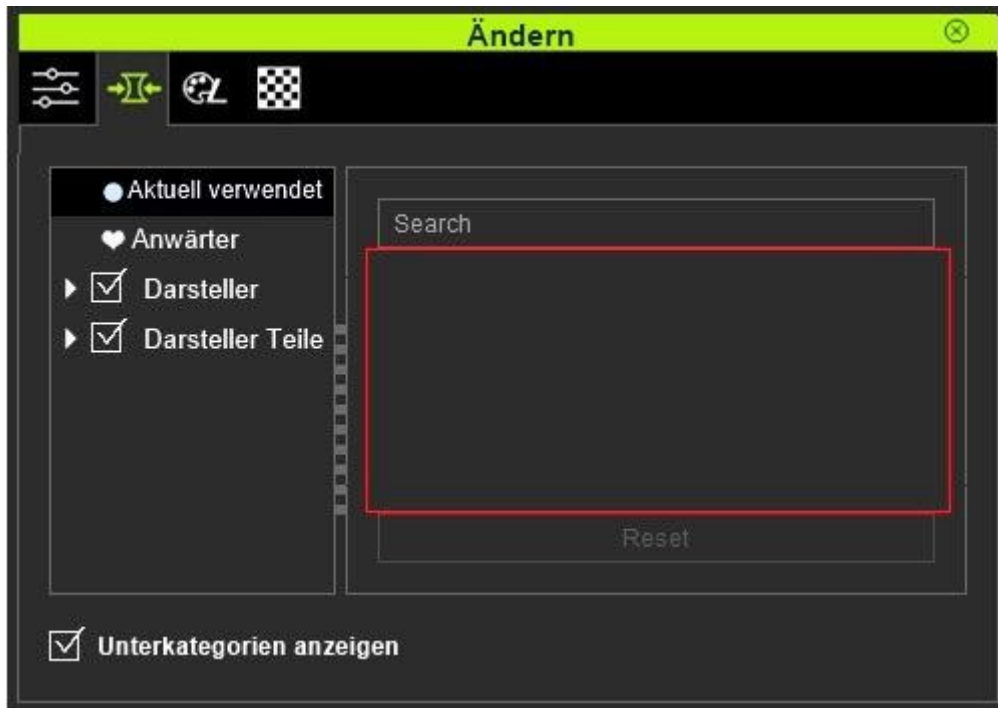 Ändern
Aktuell verwendet
Anwärter
Darsteller
Darsteller Teile
Search
Reset
Unterkategorien anzeigen